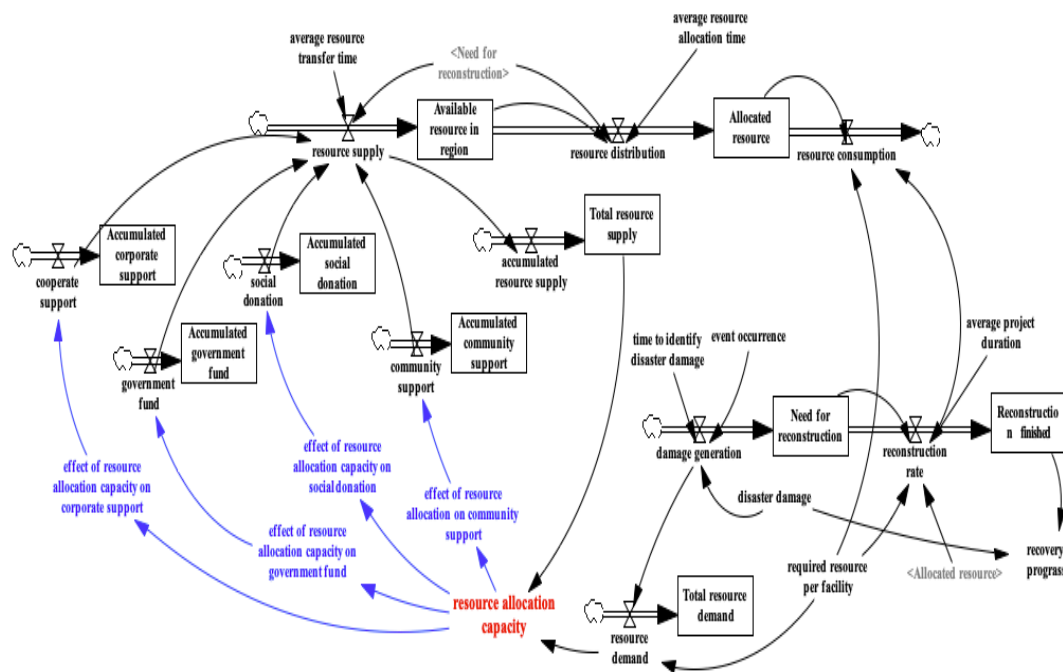 average resource
transfer time
<Need for
reconstruction>
average resource
allocation time
Available
resource in
region
Allocated
resource
resource supply
resource distribution
resource consumption
Accumulated
corporate
support
cooperate
support
Accumulated
social
donation
social
donation
Total resource
supply
accumulated
resource supply
Accumulated
government
fund
government
fund
Accumulated
community
support
community
support
time to identify
disaster damage
event occurrence
average project
duration
Need for
reconstruction
Reconstructio
n finished
damage generation
reconstruction
rate
effect of resource
allocation capacity on
corporate support
effect of resource
allocation capacity on
social donation
effect of resource
allocation on community
support
effect of resource
allocation capacity on
government fund
disaster damage
recovery
prograss
required resource
per facility
<Allocated resource>
resource allocation
capacity
Total resource
demand
resource
demand